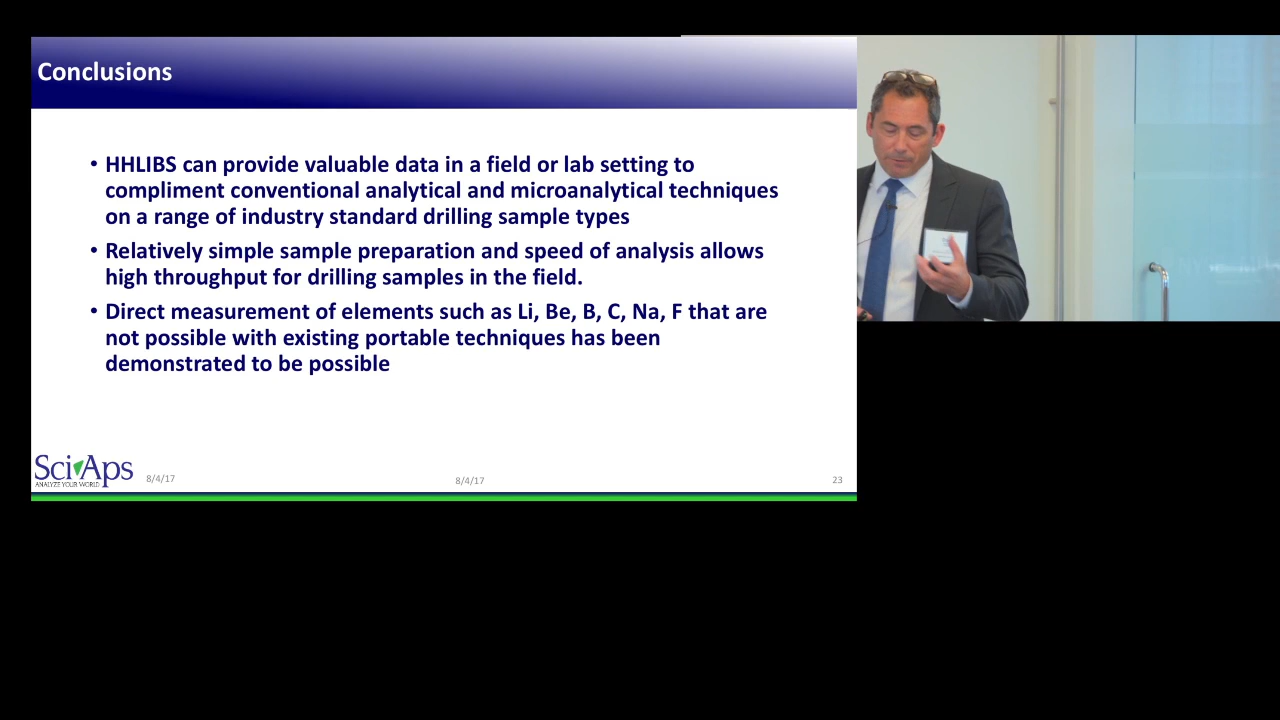 Conclusions
• HHLIBS can provide valuable data in a field or lab setting to
compliment conventional analytical and microanalytical techniques
on a range of industry standard drilling sample types
• Relatively simple sample preparation and speed of analysis allows
high throughput for drilling samples in the field.
• Direct measurement of elements such as Li, Be, B, C, Na, F that are
not possible with existing portable techniques has been
demonstrated to be possible
SciAps
ANALYZE YOUR WORLD
8/4/17
8/4/17
23